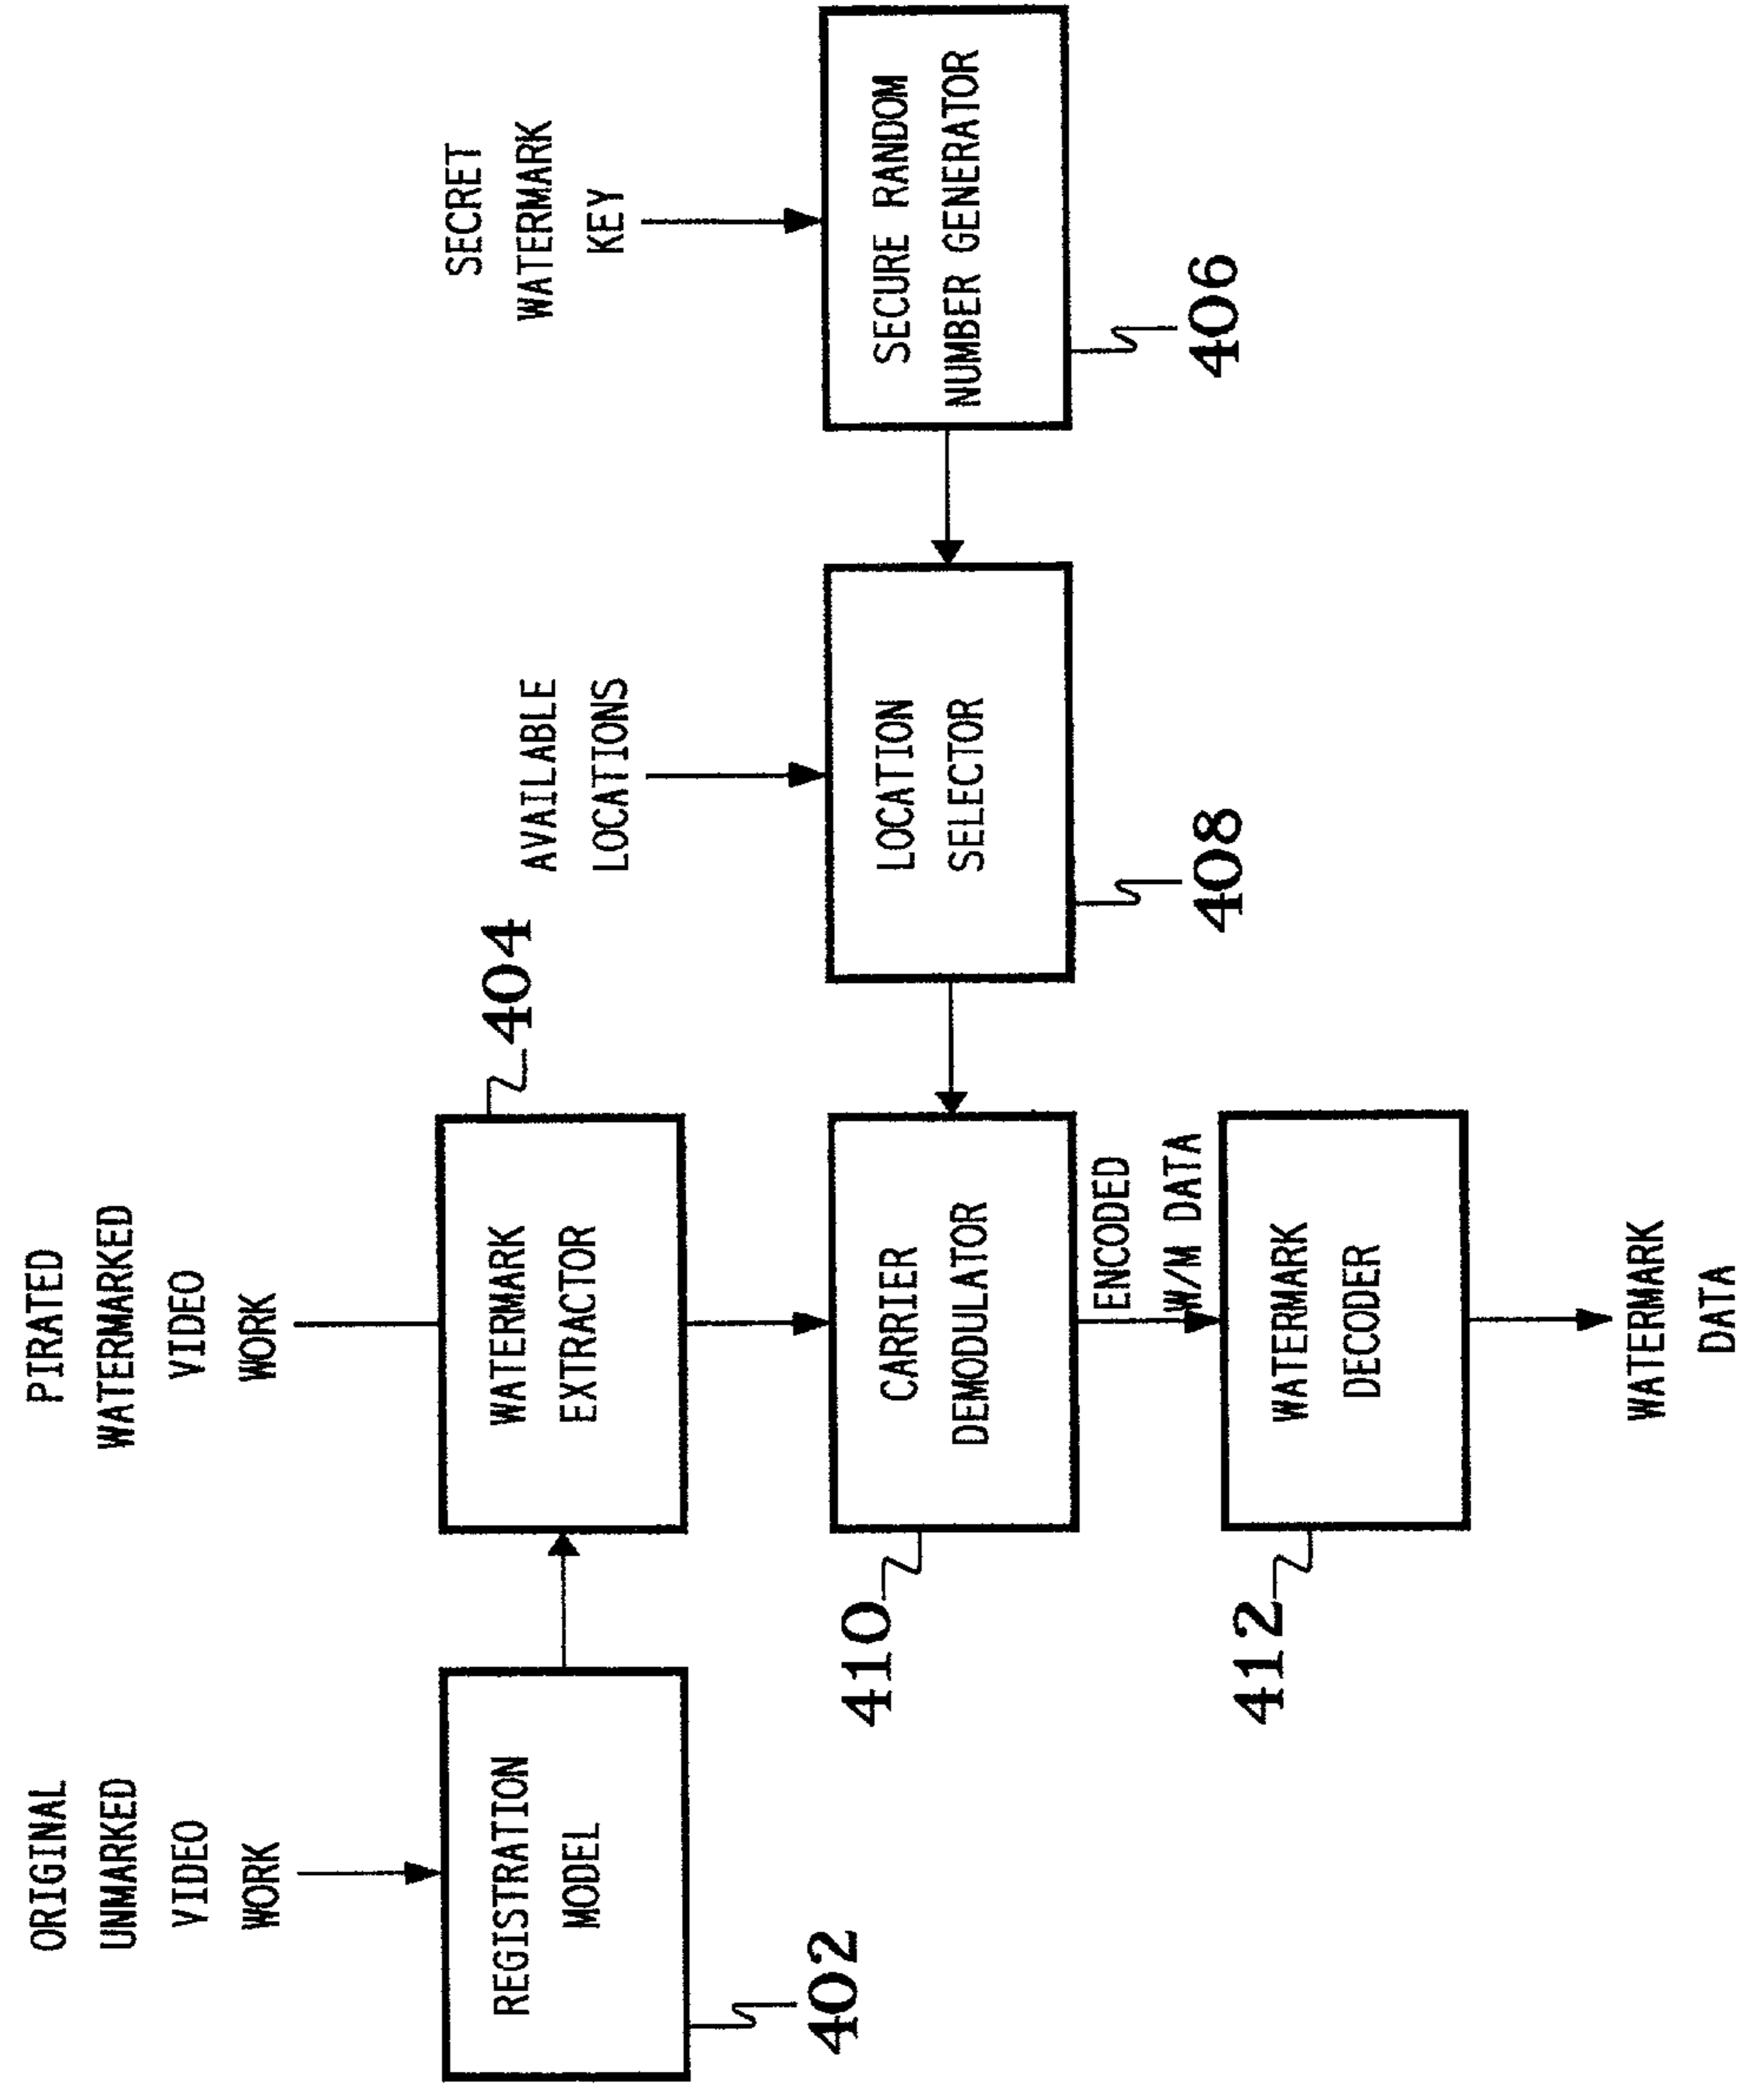 ORIGINAL
UNMARKED
VIDEO
WORK
PIRATED
WATERMARKED
VIDEO
WORK
REGISTRATION
MODEL
402
WATERMARK
EXTRACTOR
404
AVAILABLE
LOCATIONS
SECRET
WATERMARK
KEY
CARRIER
DEMODULATOR
410
LOCATION
SELECTOR
408
SECURE RANDOM
NUMBER GENERATOR
406
ENCODED
W/M DATA
WATERMARK
DECODER
412
WATERMARK
DATA